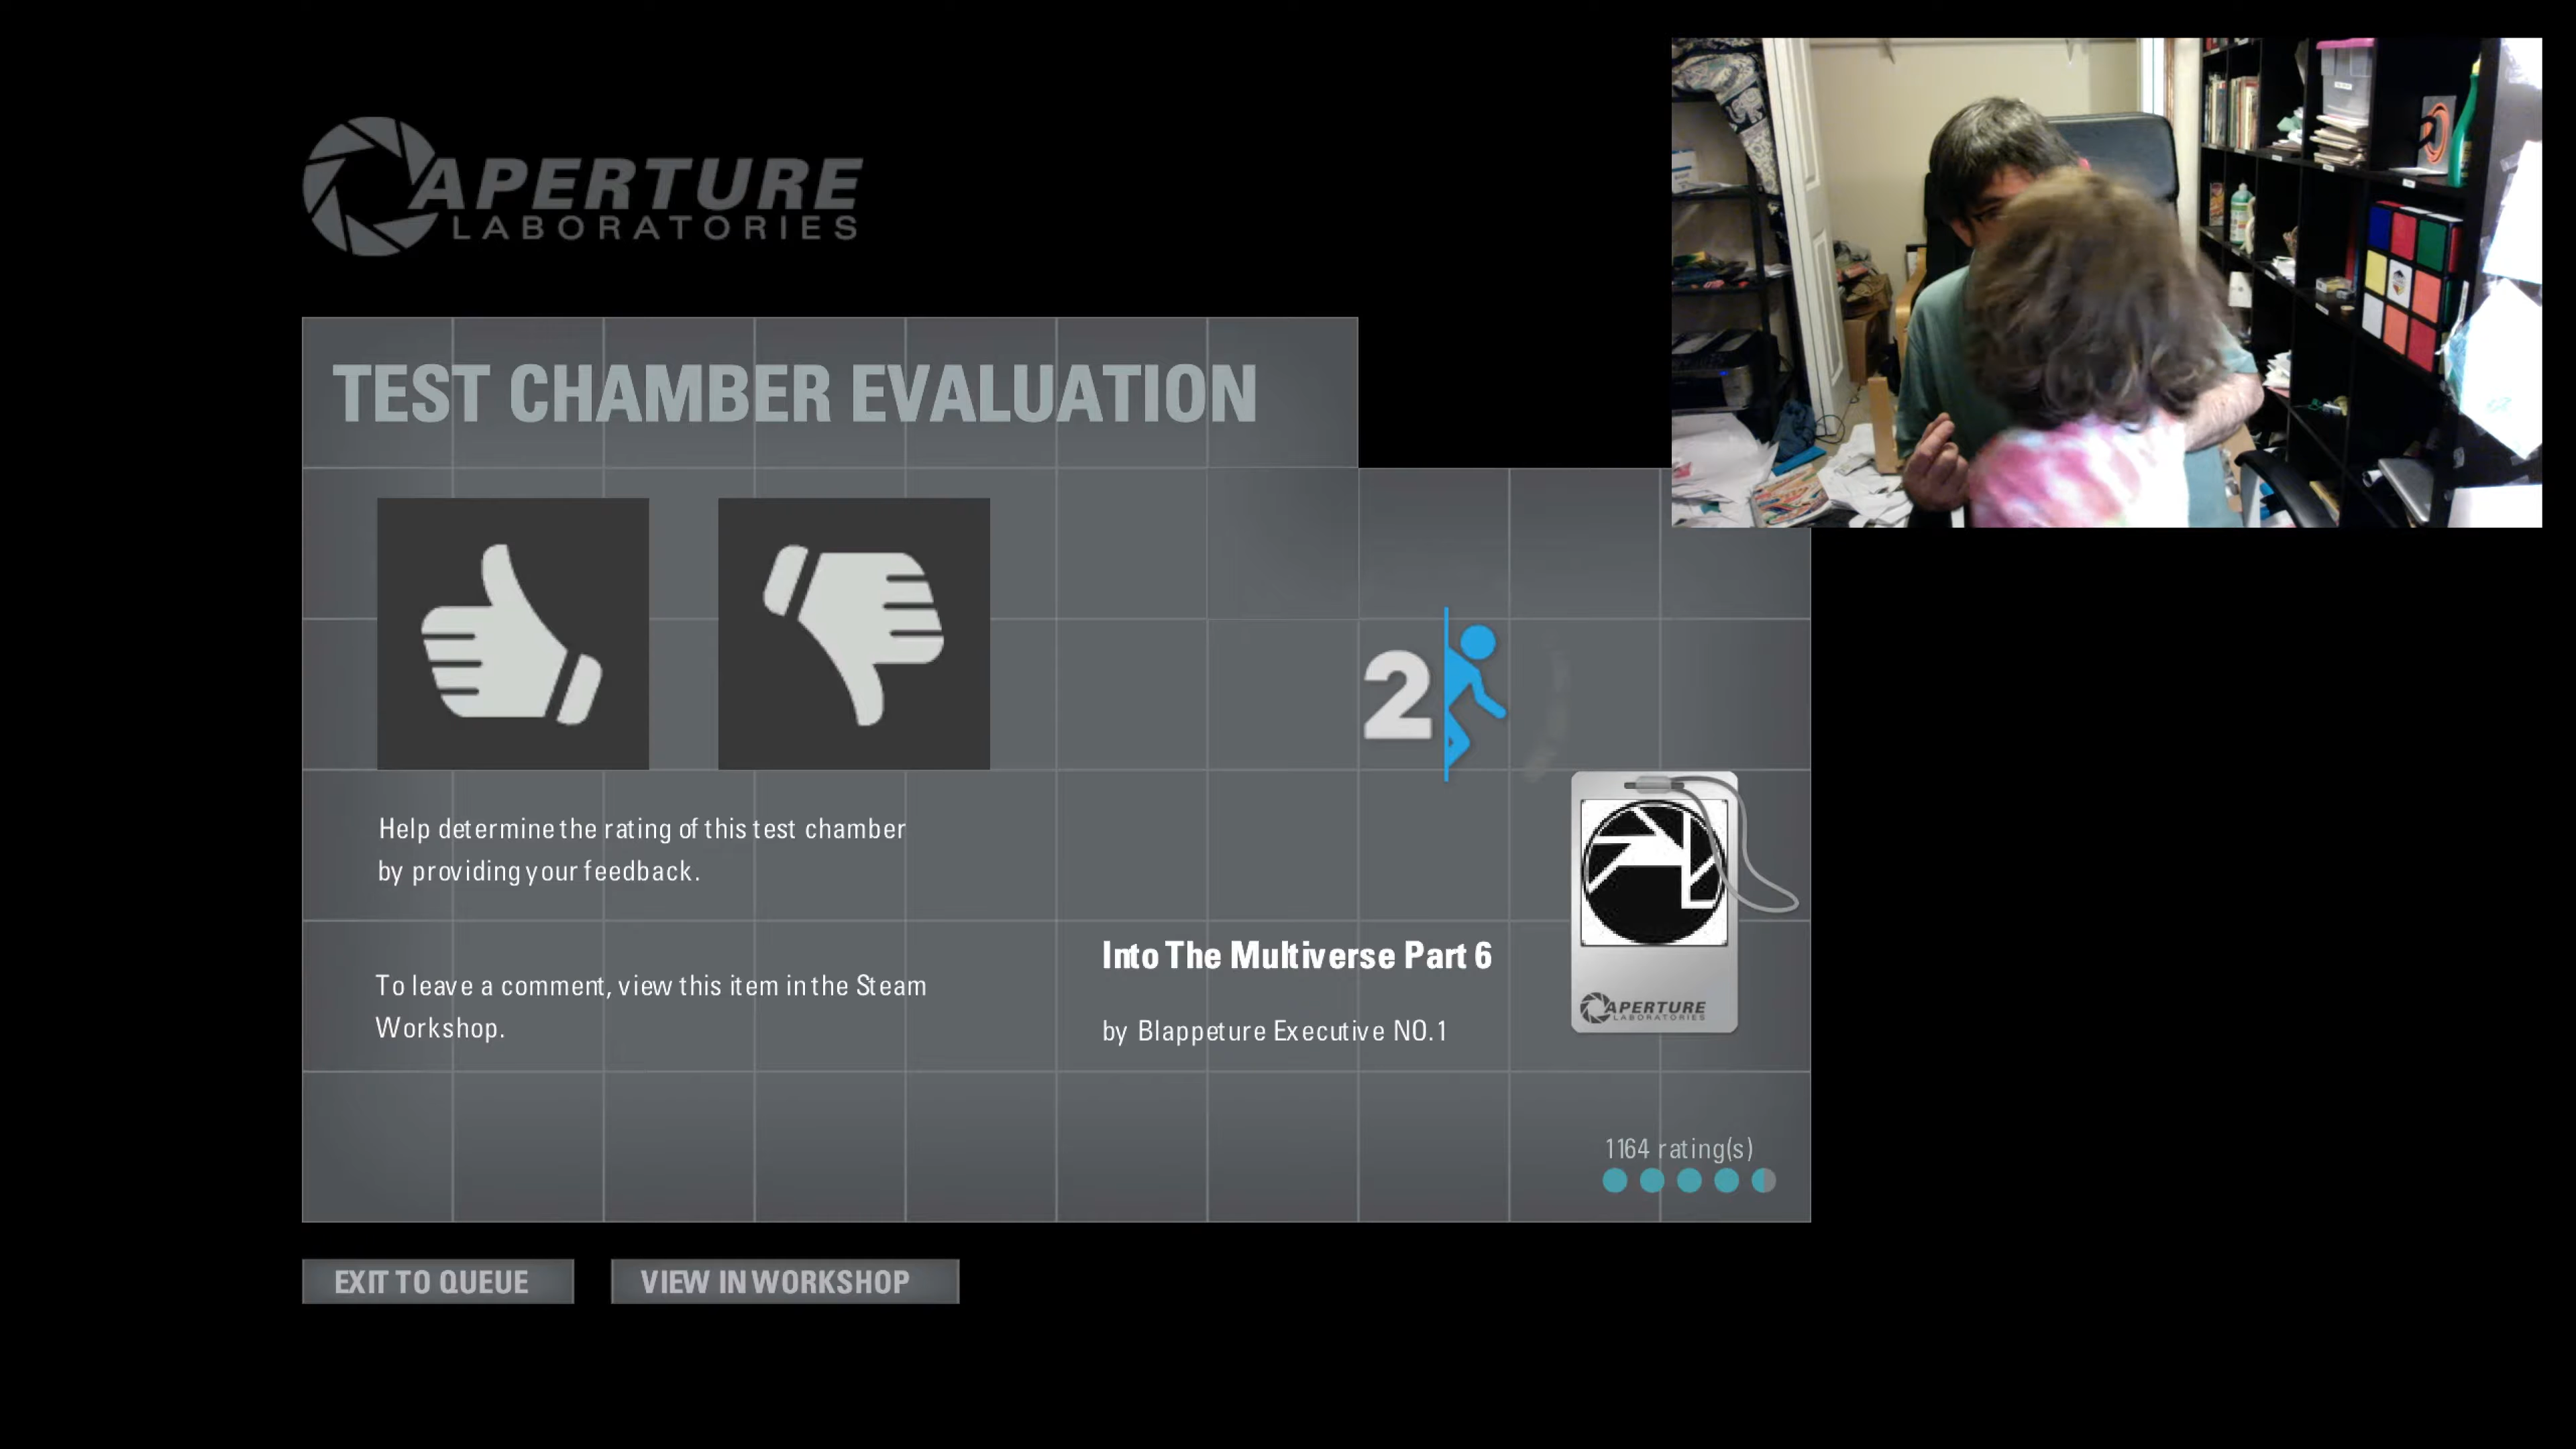 APERTURE
LABORATORIES
TEST CHAMBER EVALUATION
2
Help determine the rating of this test chamber
by providing your feedback.
To leave a comment, view this item in the Steam
Workshop.
Into The Multiverse Part 6
by Blappeture Executive NO.1
APERTURE
LABORATORIES
1164 rating(s)
EXIT TO QUEUE
VIEW IN WORKSHOP